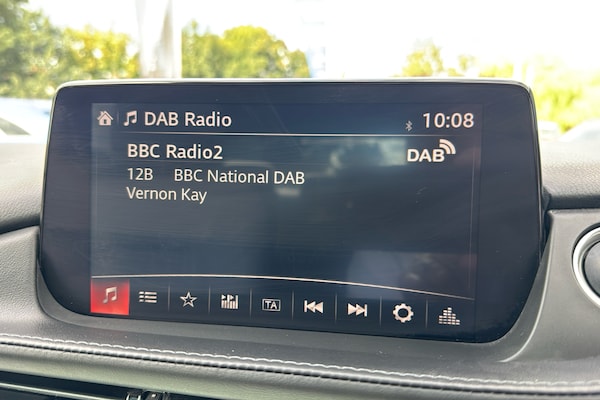 DAB Radio 10:08
BBC Radio2 DAB
12B BBC National DAB
Vernon Kay
TA